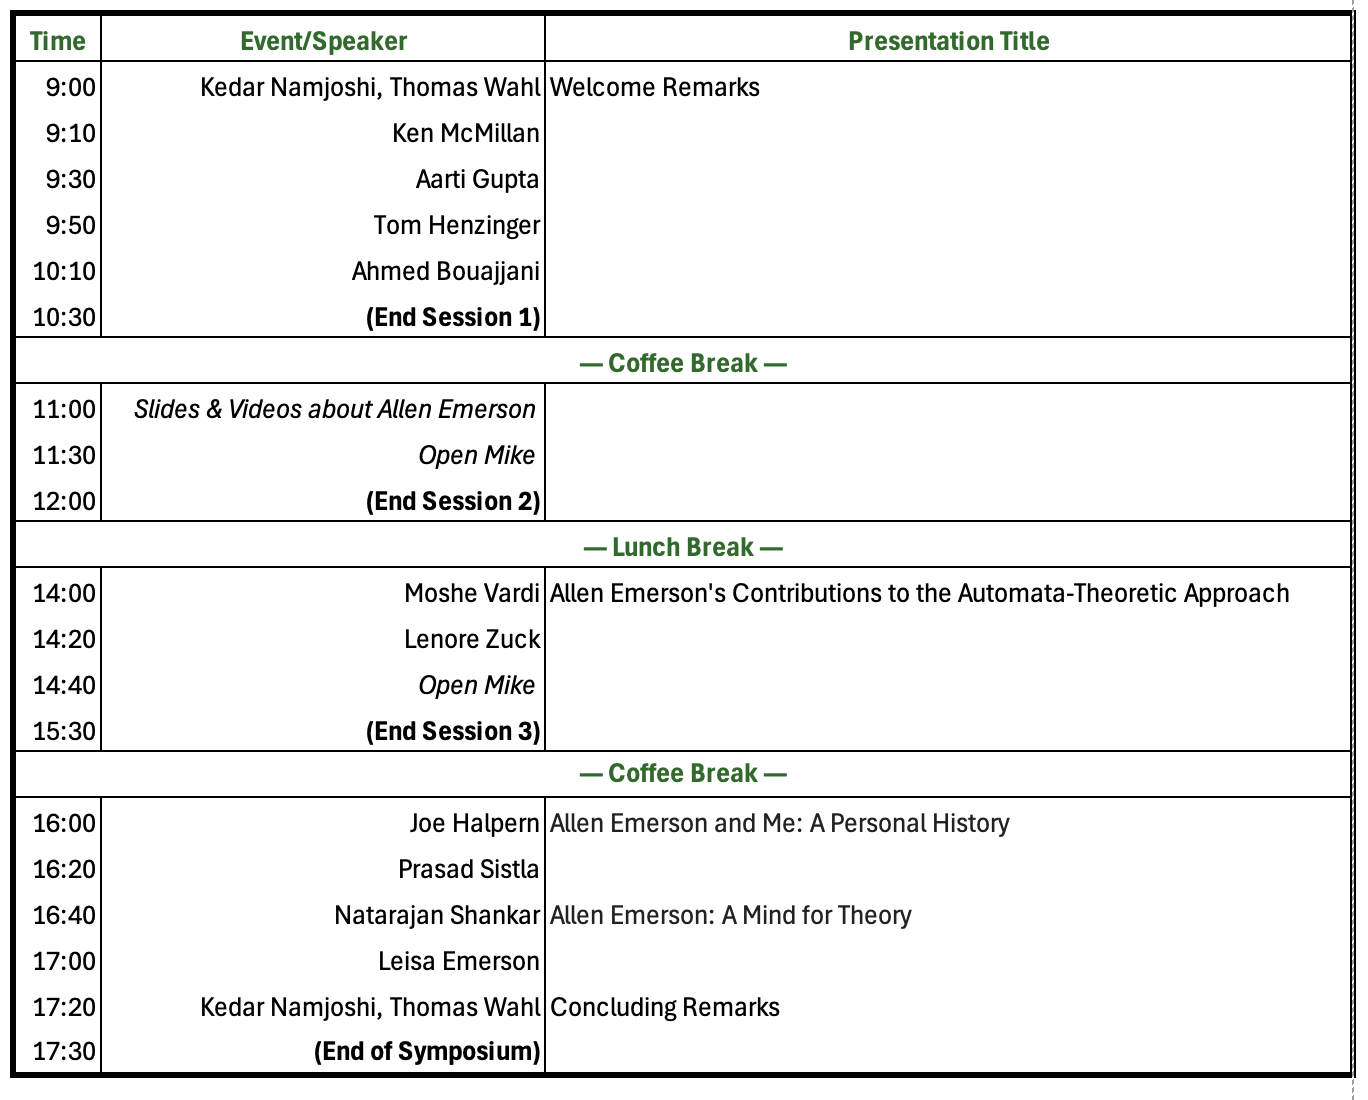 Time Event/Speaker Presentation Title
9:00 Kedar Namjoshi, Thomas Wahl Welcome Remarks
9:10 Ken McMillan
9:30 Aarti Gupta
9:50 Tom Henzinger
10:10 Ahmed Bouajjani
10:30 (End Session 1)
— Coffee Break —
11:00 Slides & Videos about Allen Emerson
11:30 Open Mike
12:00 (End Session 2)
— Lunch Break —
14:00 Moshe Vardi Allen Emerson's Contributions to the Automata-Theoretic Approach
14:20 Lenore Zuck
14:40 Open Mike
15:30 (End Session 3)
— Coffee Break —
16:00 Joe Halpern Allen Emerson and Me: A Personal History
16:20 Prasad Sistla
16:40 Natarajan Shankar Allen Emerson: A Mind for Theory
17:00 Leisa Emerson
17:20 Kedar Namjoshi, Thomas Wahl Concluding Remarks
17:30 (End of Symposium)